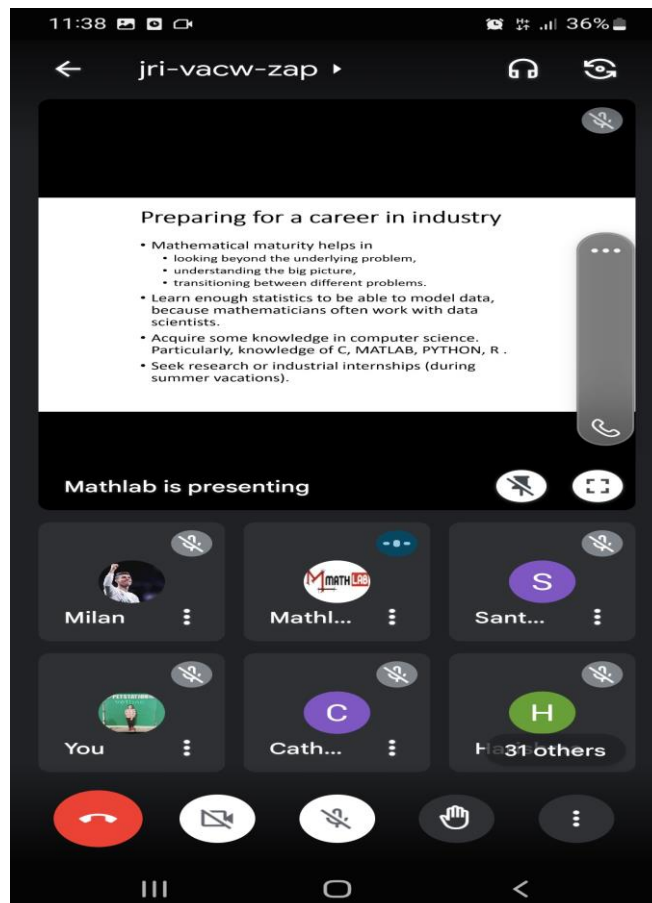 11:38
36%
jri-vacw-zap
Preparing for a career in industry
• Mathematical maturity helps in
• looking beyond the underlying problem,
• understanding the big picture,
• transitioning between different problems.
• Learn enough statistics to be able to model data,
because mathematicians often work with data
scientists.
• Acquire some knowledge in computer science.
Particularly, knowledge of C, MATLAB, PYTHON, R .
• Seek research or industrial internships (during
summer vacations).
Mathlab is presenting
MATH LAB
S
Milan
Mathl...
Sant...
C
H
You
Cath...
31 others